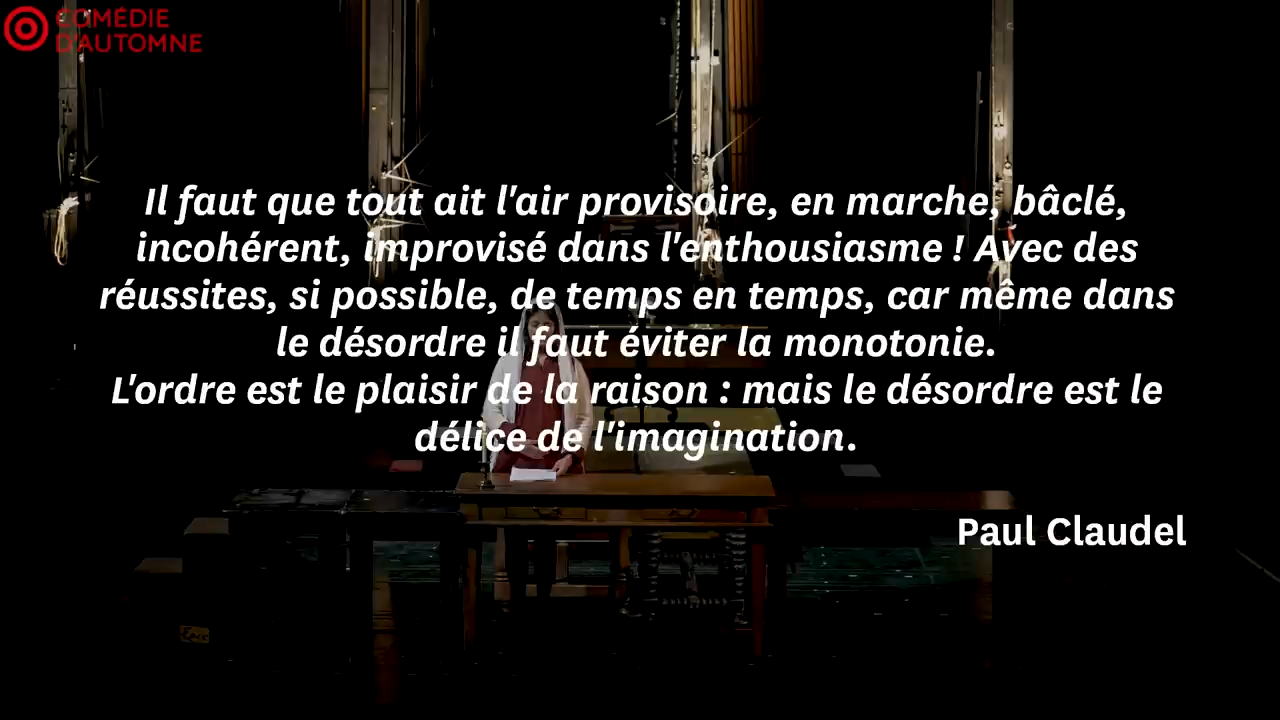 COMÉDIE
D'AUTOMNE
Il faut que tout ait l'air provisoire, en marche, bâclé,
incohérent, improvisé dans l'enthousiasme ! Avec des
réussites, si possible, de temps en temps, car même dans
le désordre il faut éviter la monotonie.
L'ordre est le plaisir de la raison : mais le désordre est le
délice de l'imagination.
Paul Claudel